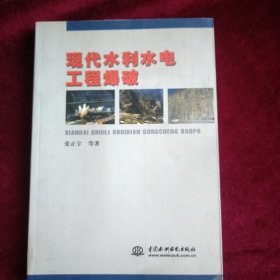 现代水利水电
工程爆破
XIANDAI SHUILI SHUIDIAN GONGCHENG BAOPO
张正宇 等著
中国水利水电出版社
www.waterpub.com.cn